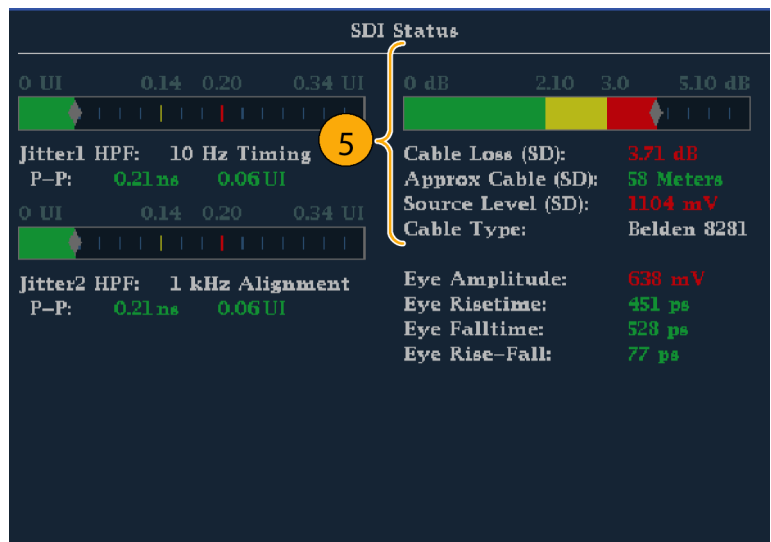 SDI Status
0 UI 0.14 0.20 0.34 UI
Jitter1 HPF: 10 Hz Timing
P-P: 0.21 ns 0.06 UI
0 UI 0.14 0.20 0.34 UI
Jitter2 HPF: 1 kHz Alignment
P-P: 0.21 ns 0.06 UI
5
0 dB 2.10 3.0 5.10 dB
Cable Loss (SD): 3.71 dB
Approx Cable (SD): 58 Meters
Source Level (SD): 1104 mV
Cable Type: Belden 8281
Eye Amplitude: 638 mV
Eye Risetime: 451 ps
Eye Falltime: 528 ps
Eye Rise-Fall: 77 ps